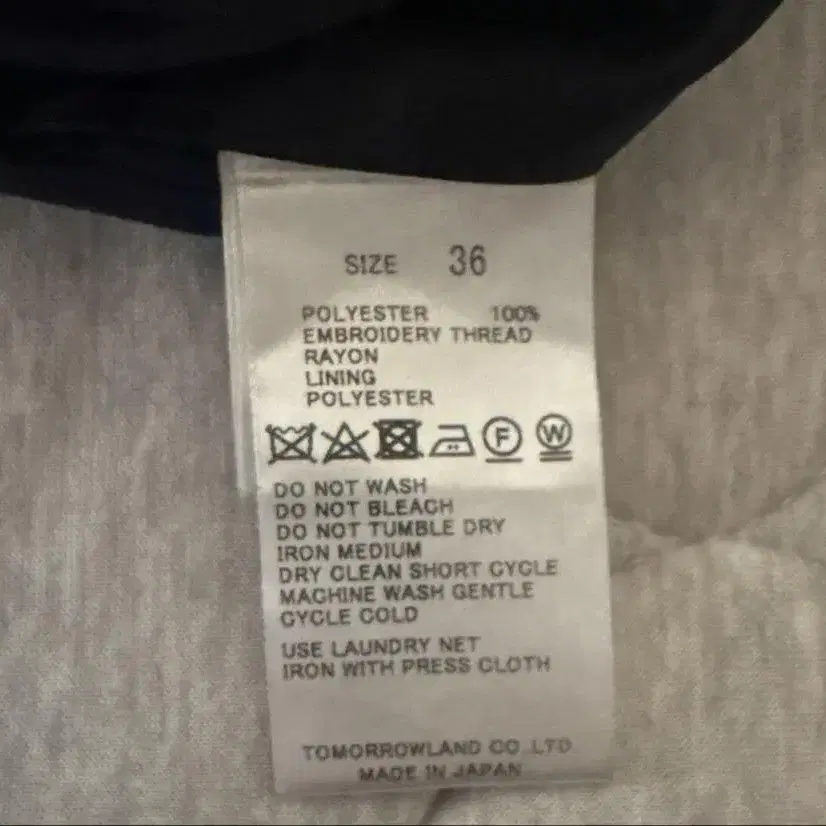 SIZE 36
POLYESTER 100%
EMBROIDERY THREAD
RAYON
LINING
POLYESTER
F W
DO NOT WASH
DO NOT BLEACH
DO NOT TUMBLE DRY
IRON MEDIUM
DRY CLEAN SHORT CYCLE
MACHINE WASH GENTLE
CYCLE COLD
USE LAUNDRY NET
IRON WITH PRESS CLOTH
TOMORROWLAND CO.,LTD.
MADE IN JAPAN